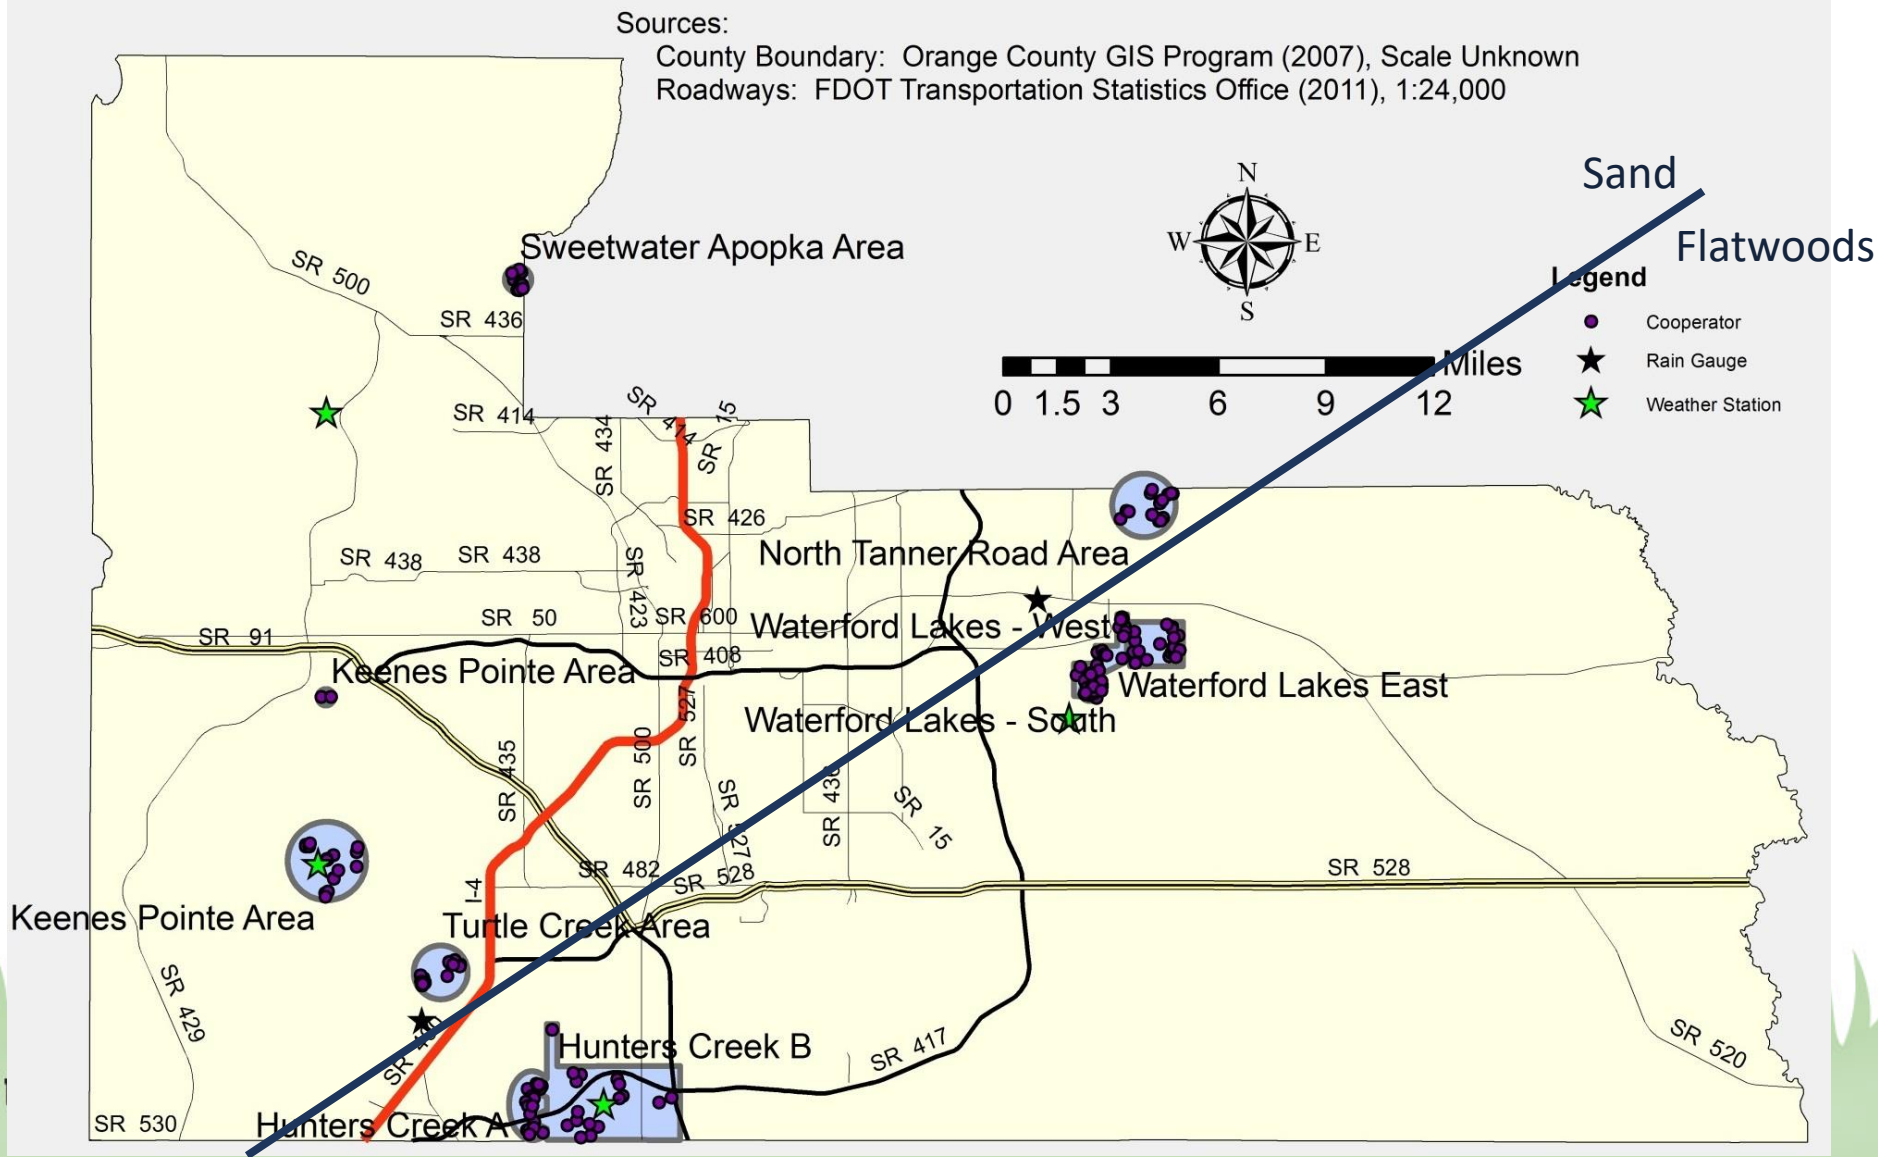 Sources:
County Boundary: Orange County GIS Program (2007), Scale Unknown
Roadways: FDOT Transportation Statistics Office (2011), 1:24,000
N
W
E
S
Sand
Flatwoods
Legend
Cooperator
Rain Gauge
Weather Station
Miles
0 1.5 3 6 9 12
Sweetwater Apopka Area
SR 500
SR 436
SR 414
SR 434
SR 414
SR 15
SR 426
North Tanner Road Area
SR 438
SR 438
SR 423
SR 50
SR 600
Waterford Lakes - West
SR 91
SR 408
Keenes Pointe Area
Waterford Lakes East
SR 527
Waterford Lakes - South
SR 500
SR 435
SR 436
SR 15
SR 527
SR 482
SR 528
SR 528
I-4
Keenes Pointe Area
Turtle Creek Area
SR 429
Hunters Creek B
SR 417
SR 520
SR 530
Hunters Creek A